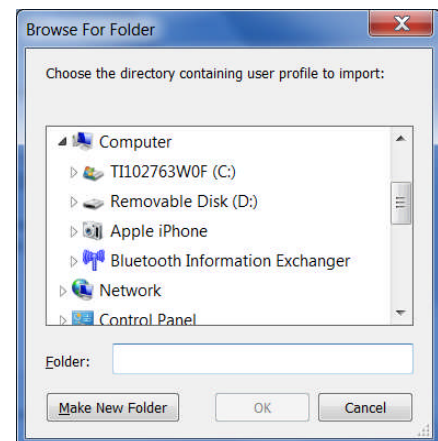 Browse For Folder
Choose the directory containing user profile to import:
Computer
TI102763W0F (C:)
Removable Disk (D:)
Apple iPhone
Bluetooth Information Exchanger
Network
Control Panel
Folder:
Make New Folder
OK
Cancel